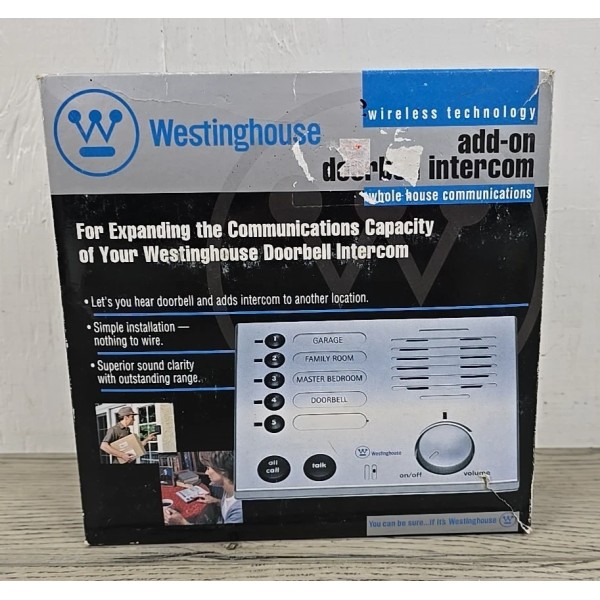 Westinghouse
wireless technology
add-on
doorbell intercom
whole house communications
For Expanding the Communications Capacity
of Your Westinghouse Doorbell Intercom
• Let's you hear doorbell and adds intercom to another location.
• Simple installation —
nothing to wire.
• Superior sound clarity
with outstanding range.
1 GARAGE
2 FAMILY ROOM
3 MASTER BEDROOM
4 DOORBELL
5
all call
talk
Westinghouse
on/off
volume
You can be sure...if it's Westinghouse